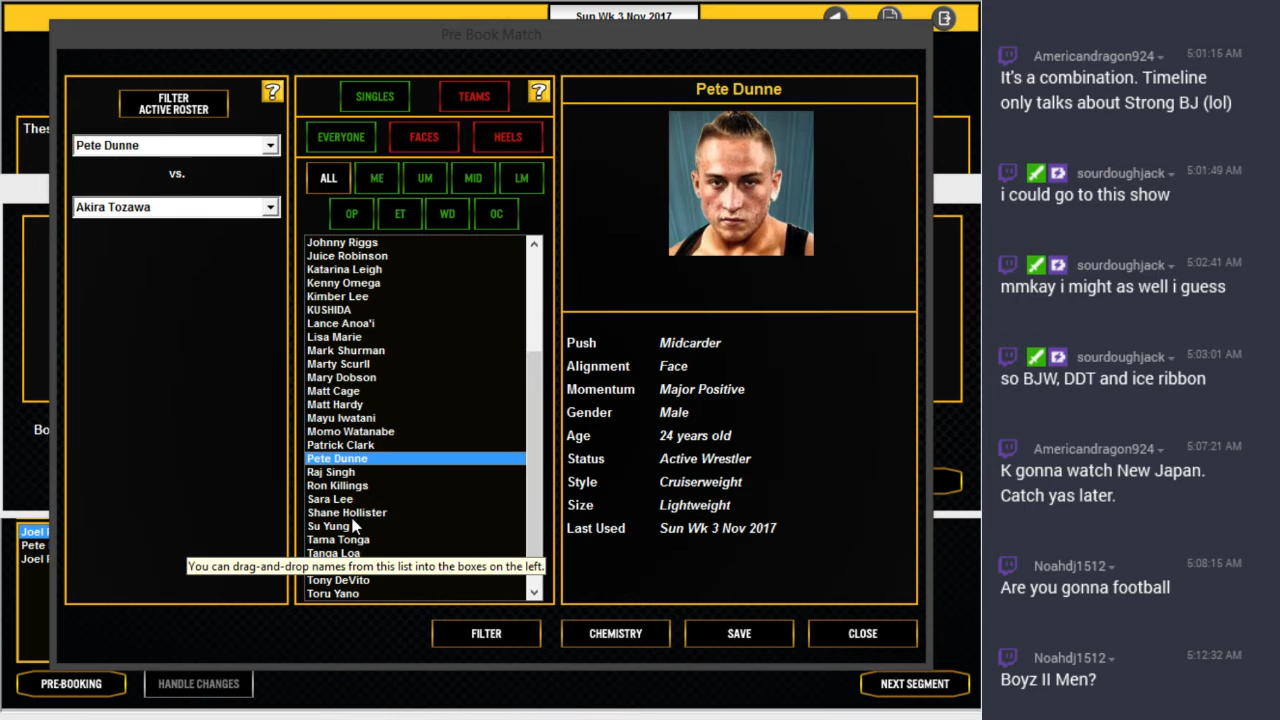 Sun Wk 3 Nov 2017
Pre Book Match
FILTER
ACTIVE ROSTER
?
Pete Dunne
vs.
Akira Tozawa
SINGLES
TEAMS
?
EVERYONE
FACES
HEELS
ALL
ME
UM
MID
LM
OP
ET
WD
OC
Johnny Riggs
Juice Robinson
Katarina Leigh
Kenny Omega
Kimber Lee
KUSHIDA
Lance Anoa'i
Lisa Marie
Mark Shurman
Marty Scurll
Mary Dobson
Matt Cage
Matt Hardy
Mayu Iwatani
Momo Watanabe
Patrick Clark
Pete Dunne
Raj Singh
Ron Killings
Sara Lee
Shane Hollister
Su Yung
Tama Tonga
Tanga Loa
You can drag-and-drop names from this list into the boxes on the left.
Tony DeVito
Toru Yano
Pete Dunne
Push Midcarder
Alignment Face
Momentum Major Positive
Gender Male
Age 24 years old
Status Active Wrestler
Style Cruiserweight
Size Lightweight
Last Used Sun Wk 3 Nov 2017
FILTER
CHEMISTRY
SAVE
CLOSE
Thes
Bo
Joel
Pete
Joel
PRE-BOOKING
HANDLE CHANGES
NEXT SEGMENT
Americandragon924 5:01:15 AM
It's a combination. Timeline
only talks about Strong BJ (lol)
sourdoughjack 5:01:49 AM
i could go to this show
sourdoughjack 5:02:41 AM
mmkay i might as well i guess
sourdoughjack 5:03:01 AM
so BJW, DDT and ice ribbon
Americandragon924 5:07:21 AM
K gonna watch New Japan.
Catch yas later.
Noahdj1512 5:08:15 AM
Are you gonna football
Noahdj1512 5:12:32 AM
Boyz II Men?